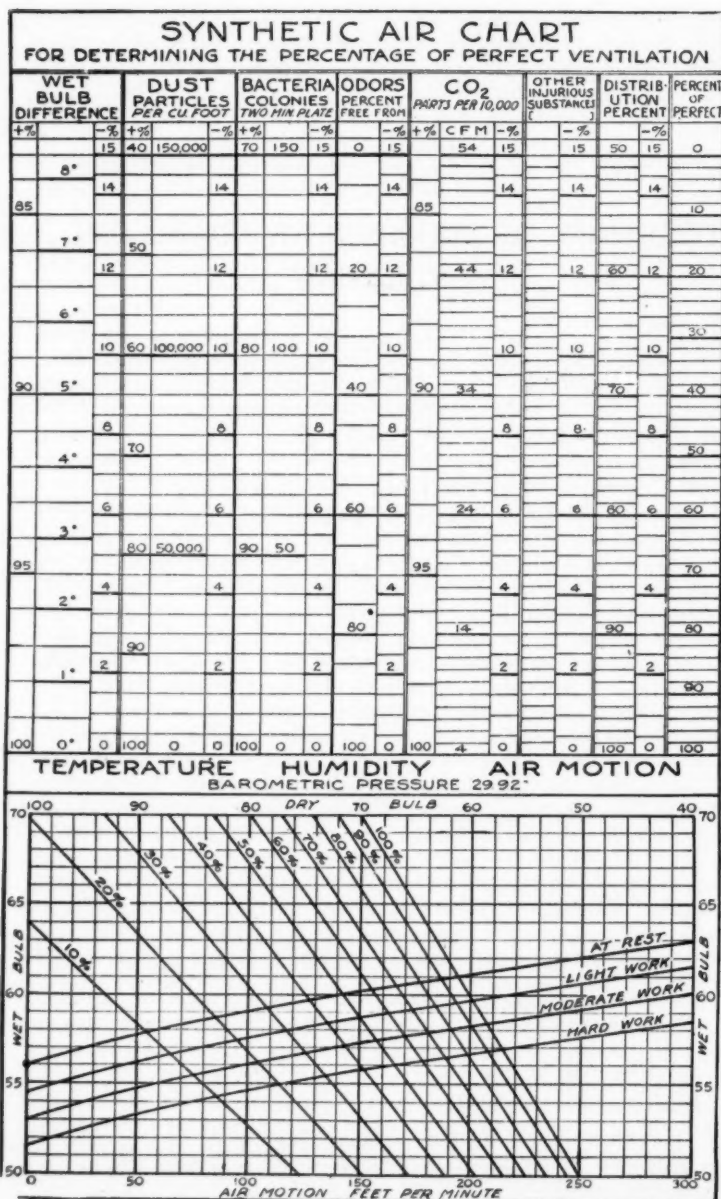 SYNTHETIC AIR CHART
FOR DETERMINING THE PERCENTAGE OF PERFECT VENTILATION
WET BULB DIFFERENCE DUST PARTICLES PER CU. FOOT BACTERIA COLONIES TWO MIN PLATE ODORS PERCENT FREE FROM CO2 PARTS PER 10,000 OTHER INJURIOUS SUBSTANCES [ ] DISTRIBUTION PERCENT PERCENT OF PERFECT
+% -% +% -% +% -% -% +% CFM -% -% -%
15 40 150,000 15 70 150 15 0 15 54 15 15 50 15 0
8°
14 14 14 14 14 14 14
85 85 10
7° 50
12 12 12 20 12 44 12 12 60 12 20
6°
30
10 60 100,000 10 80 100 10 10 10 10 10
90 5° 40 90 34 70 40
8 8 8 8 8 8 8
4° 70 50
6 6 6 60 6 24 6 6 80 6 60
3°
80 50,000 90 50
95 95 70
4 4 4 4 4 4 4
2°
80 14 90 80
90
2 2 2 2 2 2 2
1°
90
100 0° 0 100 0 0 100 0 0 100 0 100 4 0 0 100 0 100
TEMPERATURE HUMIDITY AIR MOTION
BAROMETRIC PRESSURE 29.92"
100 90 80 DRY 70 BULB 60 50 40
70 70
10% 20% 30% 40% 50% 60% 70% 80% 90% 100%
65 65
AT REST
WET BULB
LIGHT WORK
WET BULB
60 60
MODERATE WORK
HARD WORK
55 55
50 50
0 50 100 150 200 250 300
AIR MOTION FEET PER MINUTE